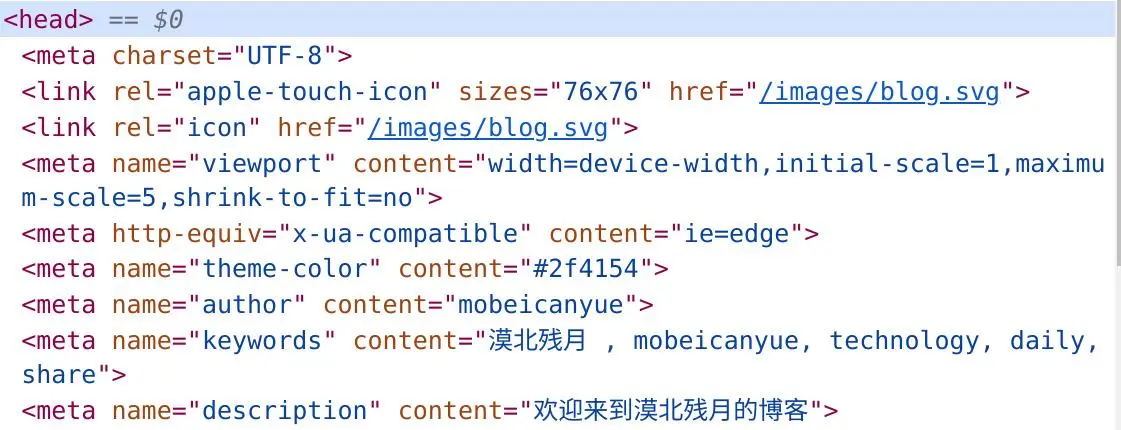 <head> == $0
<meta charset="UTF-8">
<link rel="apple-touch-icon" sizes="76x76" href="/images/blog.svg">
<link rel="icon" href="/images/blog.svg">
<meta name="viewport" content="width=device-width,initial-scale=1,maximu
m-scale=5,shrink-to-fit=no">
<meta http-equiv="x-ua-compatible" content="ie=edge">
<meta name="theme-color" content="#2f4154">
<meta name="author" content="mobeicanyue">
<meta name="keywords" content="漠北残月 , mobeicanyue, technology, daily,
share">
<meta name="description" content="欢迎来到漠北残月的博客">